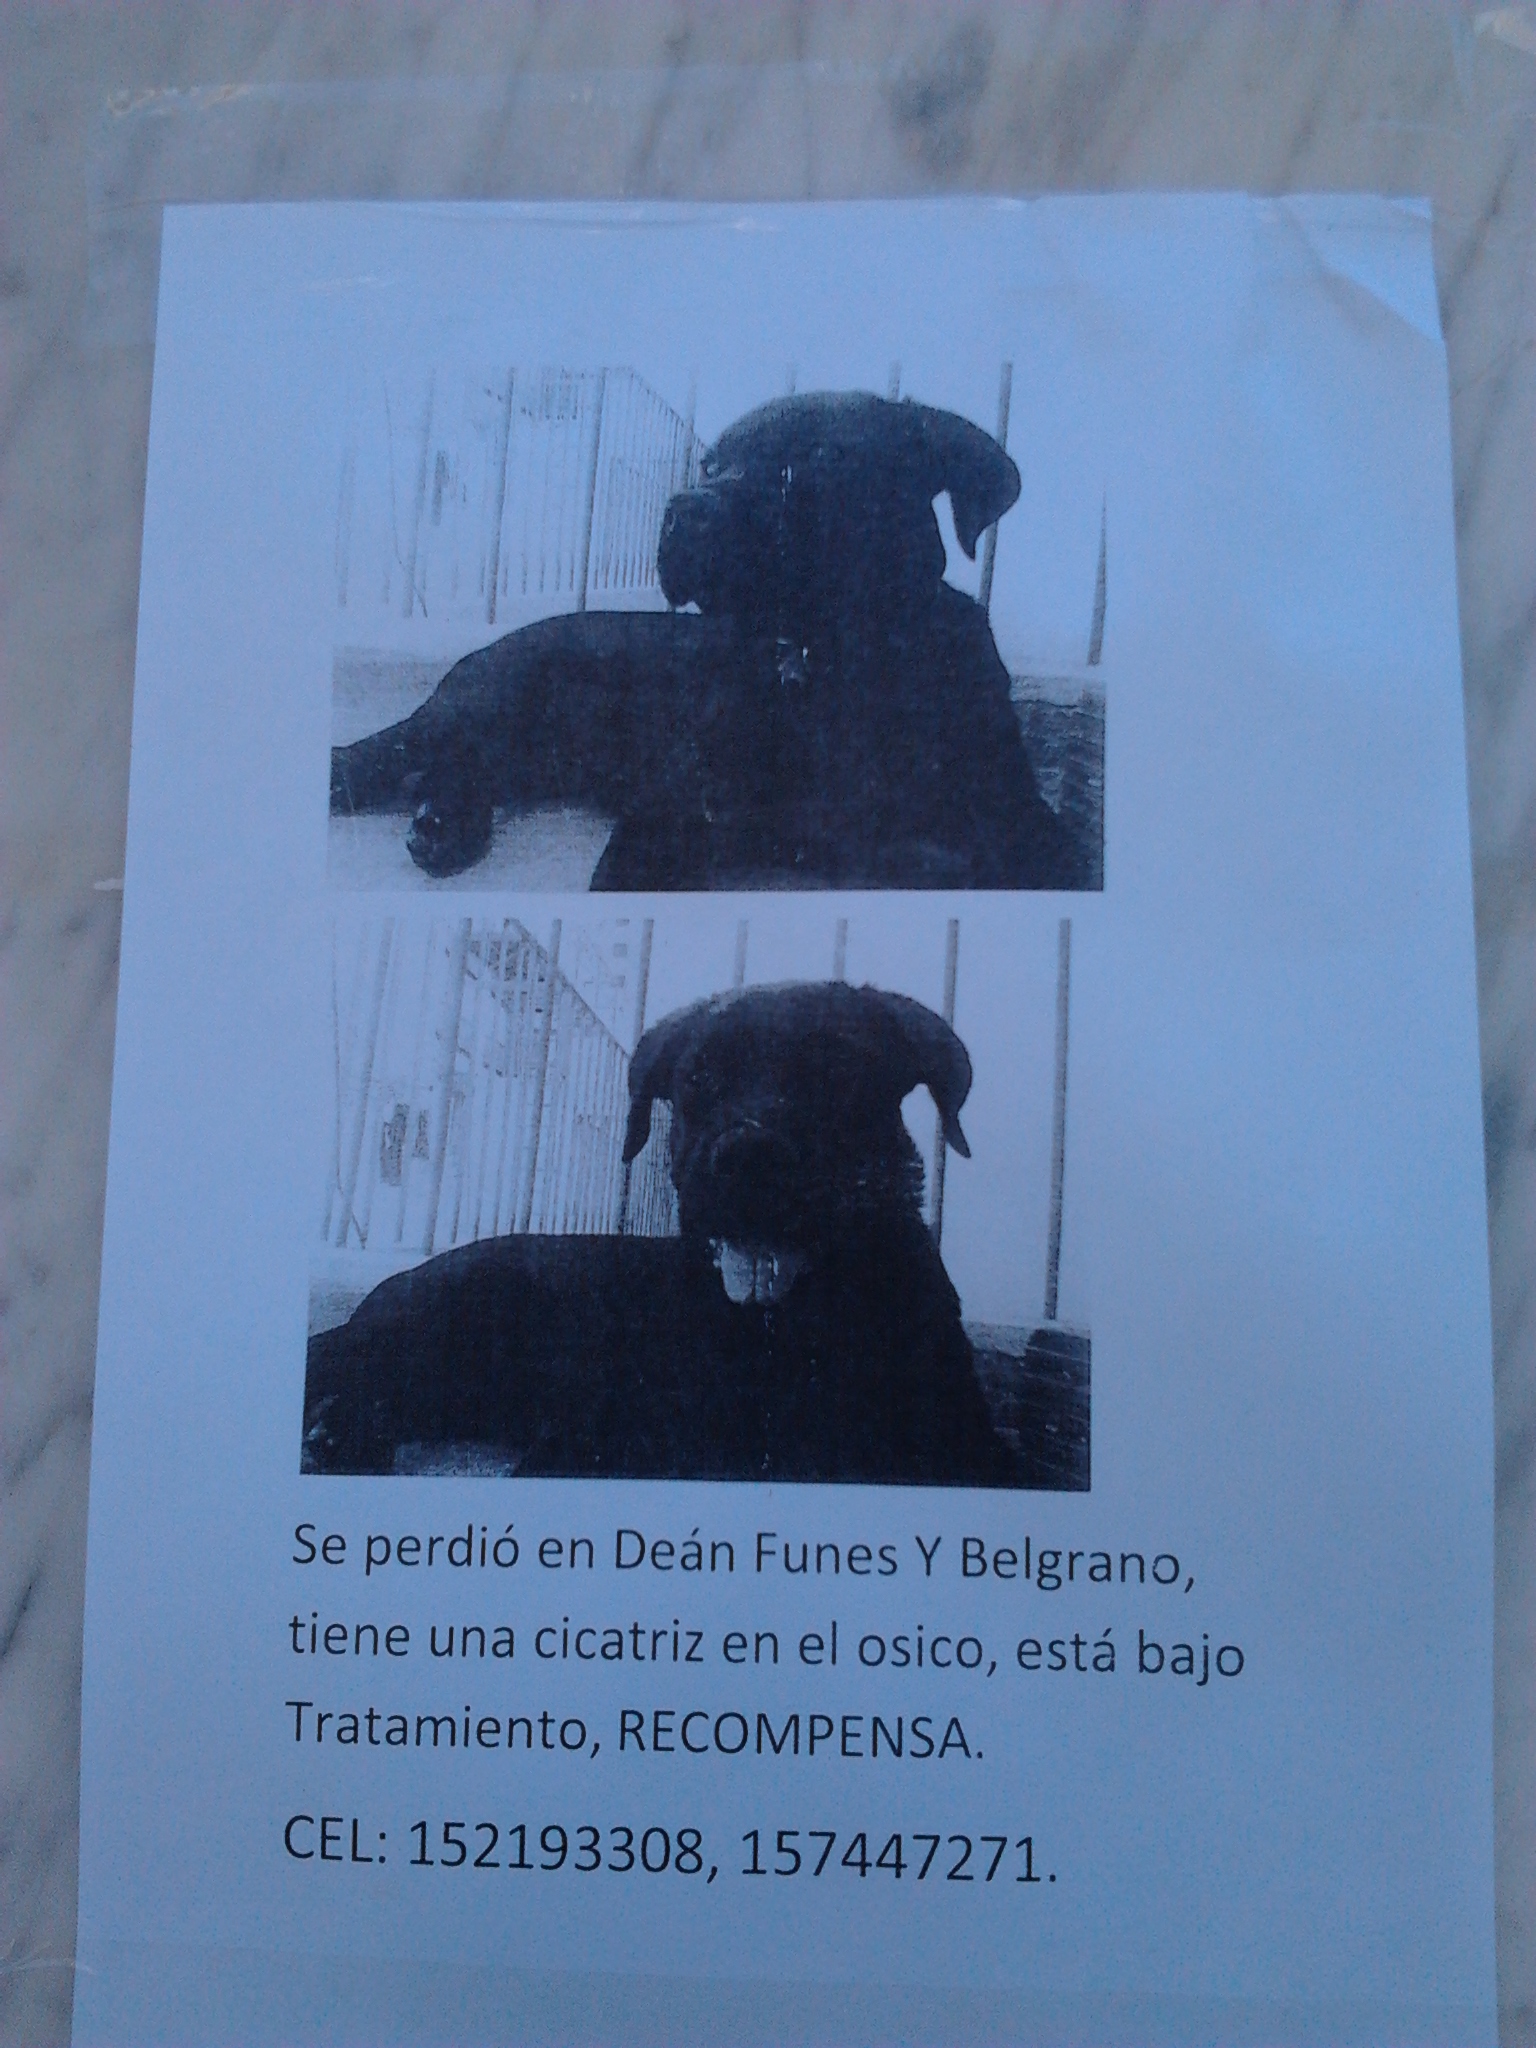 Se perdió en Deán Funes Y Belgrano,
tiene una cicatriz en el osico, está bajo
Tratamiento, RECOMPENSA.
CEL: 152193308, 157447271.